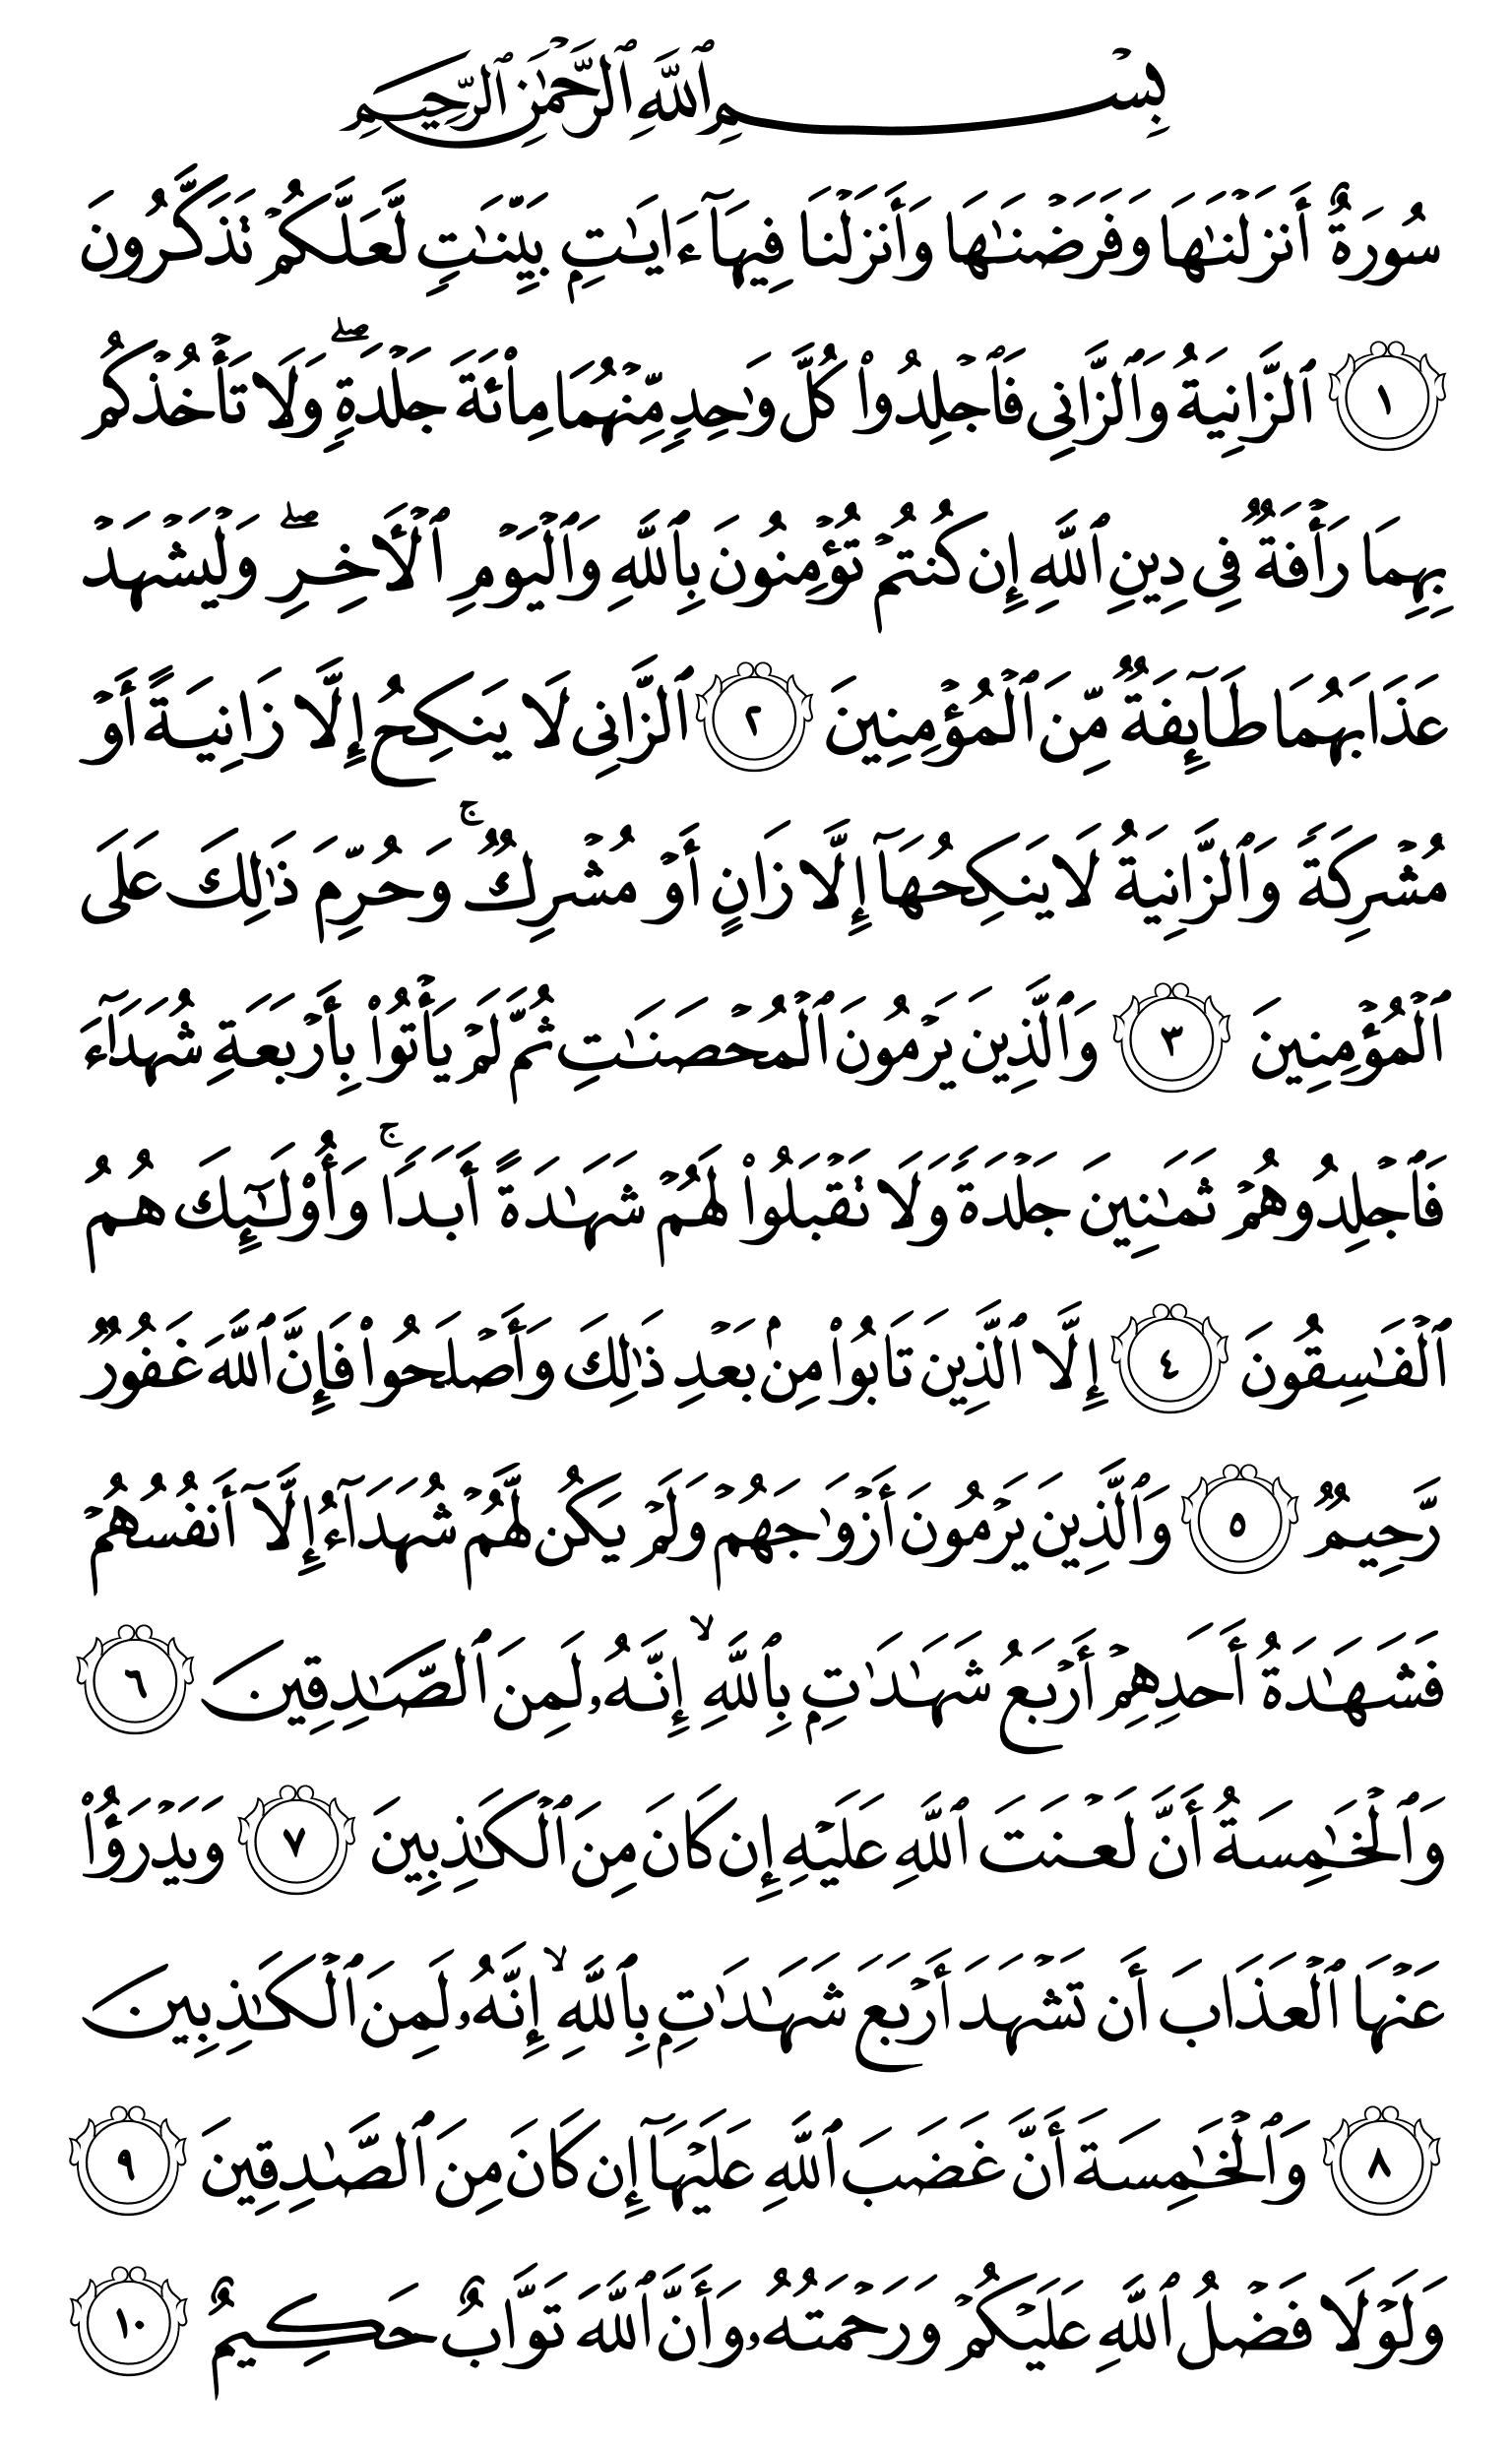 بِسْمِ ٱللَّهِ ٱلرَّحْمَٰنِ ٱلرَّحِيمِ
سُورَةٌ أَنزَلْنَٰهَا وَفَرَضْنَٰهَا وَأَنزَلْنَا فِيهَآ ءَايَٰتٍۭ بَيِّنَٰتٍ لَّعَلَّكُمْ تَذَكَّرُونَ
١ ٱلزَّانِيَةُ وَٱلزَّانِى فَٱجْلِدُوا۟ كُلَّ وَٰحِدٍ مِّنْهُمَا مِا۟ئَةَ جَلْدَةٍ ۖ وَلَا تَأْخُذْكُم
بِهِمَا رَأْفَةٌ فِى دِينِ ٱللَّهِ إِن كُنتُمْ تُؤْمِنُونَ بِٱللَّهِ وَٱلْيَوْمِ ٱلْـَٔاخِرِ ۖ وَلْيَشْهَدْ
عَذَابَهُمَا طَآئِفَةٌ مِّنَ ٱلْمُؤْمِنِينَ ٢ ٱلزَّانِى لَا يَنكِحُ إِلَّا زَانِيَةً أَوْ
مُشْرِكَةً وَٱلزَّانِيَةُ لَا يَنكِحُهَآ إِلَّا زَانٍ أَوْ مُشْرِكٌ ۚ وَحُرِّمَ ذَٰلِكَ عَلَى
ٱلْمُؤْمِنِينَ ٣ وَٱلَّذِينَ يَرْمُونَ ٱلْمُحْصَنَٰتِ ثُمَّ لَمْ يَأْتُوا۟ بِأَرْبَعَةِ شُهَدَآءَ
فَٱجْلِدُوهُمْ ثَمَٰنِينَ جَلْدَةً وَلَا تَقْبَلُوا۟ لَهُمْ شَهَٰدَةً أَبَدًا ۚ وَأُو۟لَٰٓئِكَ هُمُ
ٱلْفَٰسِقُونَ ٤ إِلَّا ٱلَّذِينَ تَابُوا۟ مِنۢ بَعْدِ ذَٰلِكَ وَأَصْلَحُوا۟ فَإِنَّ ٱللَّهَ غَفُورٌ
رَّحِيمٌ ٥ وَٱلَّذِينَ يَرْمُونَ أَزْوَٰجَهُمْ وَلَمْ يَكُن لَّهُمْ شُهَدَآءُ إِلَّآ أَنفُسُهُمْ
فَشَهَٰدَةُ أَحَدِهِمْ أَرْبَعُ شَهَٰدَٰتٍۭ بِٱللَّهِ ۙ إِنَّهُۥ لَمِنَ ٱلصَّٰدِقِينَ ٦
وَٱلْخَٰمِسَةُ أَنَّ لَعْنَتَ ٱللَّهِ عَلَيْهِ إِن كَانَ مِنَ ٱلْكَٰذِبِينَ ٧ وَيَدْرَؤُا۟
عَنْهَا ٱلْعَذَابَ أَن تَشْهَدَ أَرْبَعَ شَهَٰدَٰتٍۭ بِٱللَّهِ ۙ إِنَّهُۥ لَمِنَ ٱلْكَٰذِبِينَ
٨ وَٱلْخَٰمِسَةَ أَنَّ غَضَبَ ٱللَّهِ عَلَيْهَآ إِن كَانَ مِنَ ٱلصَّٰدِقِينَ ٩
وَلَوْلَا فَضْلُ ٱللَّهِ عَلَيْكُمْ وَرَحْمَتُهُۥ وَأَنَّ ٱللَّهَ تَوَّابٌ حَكِيمٌ ١٠